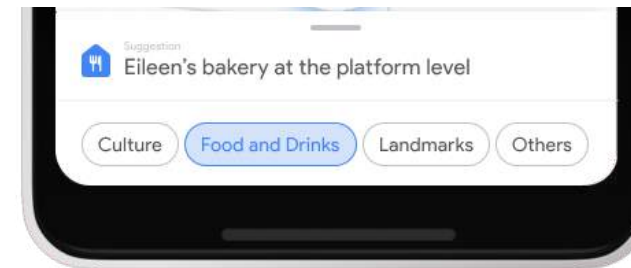 Suggestion
Eileen's bakery at the platform level
Culture Food and Drinks Landmarks Others